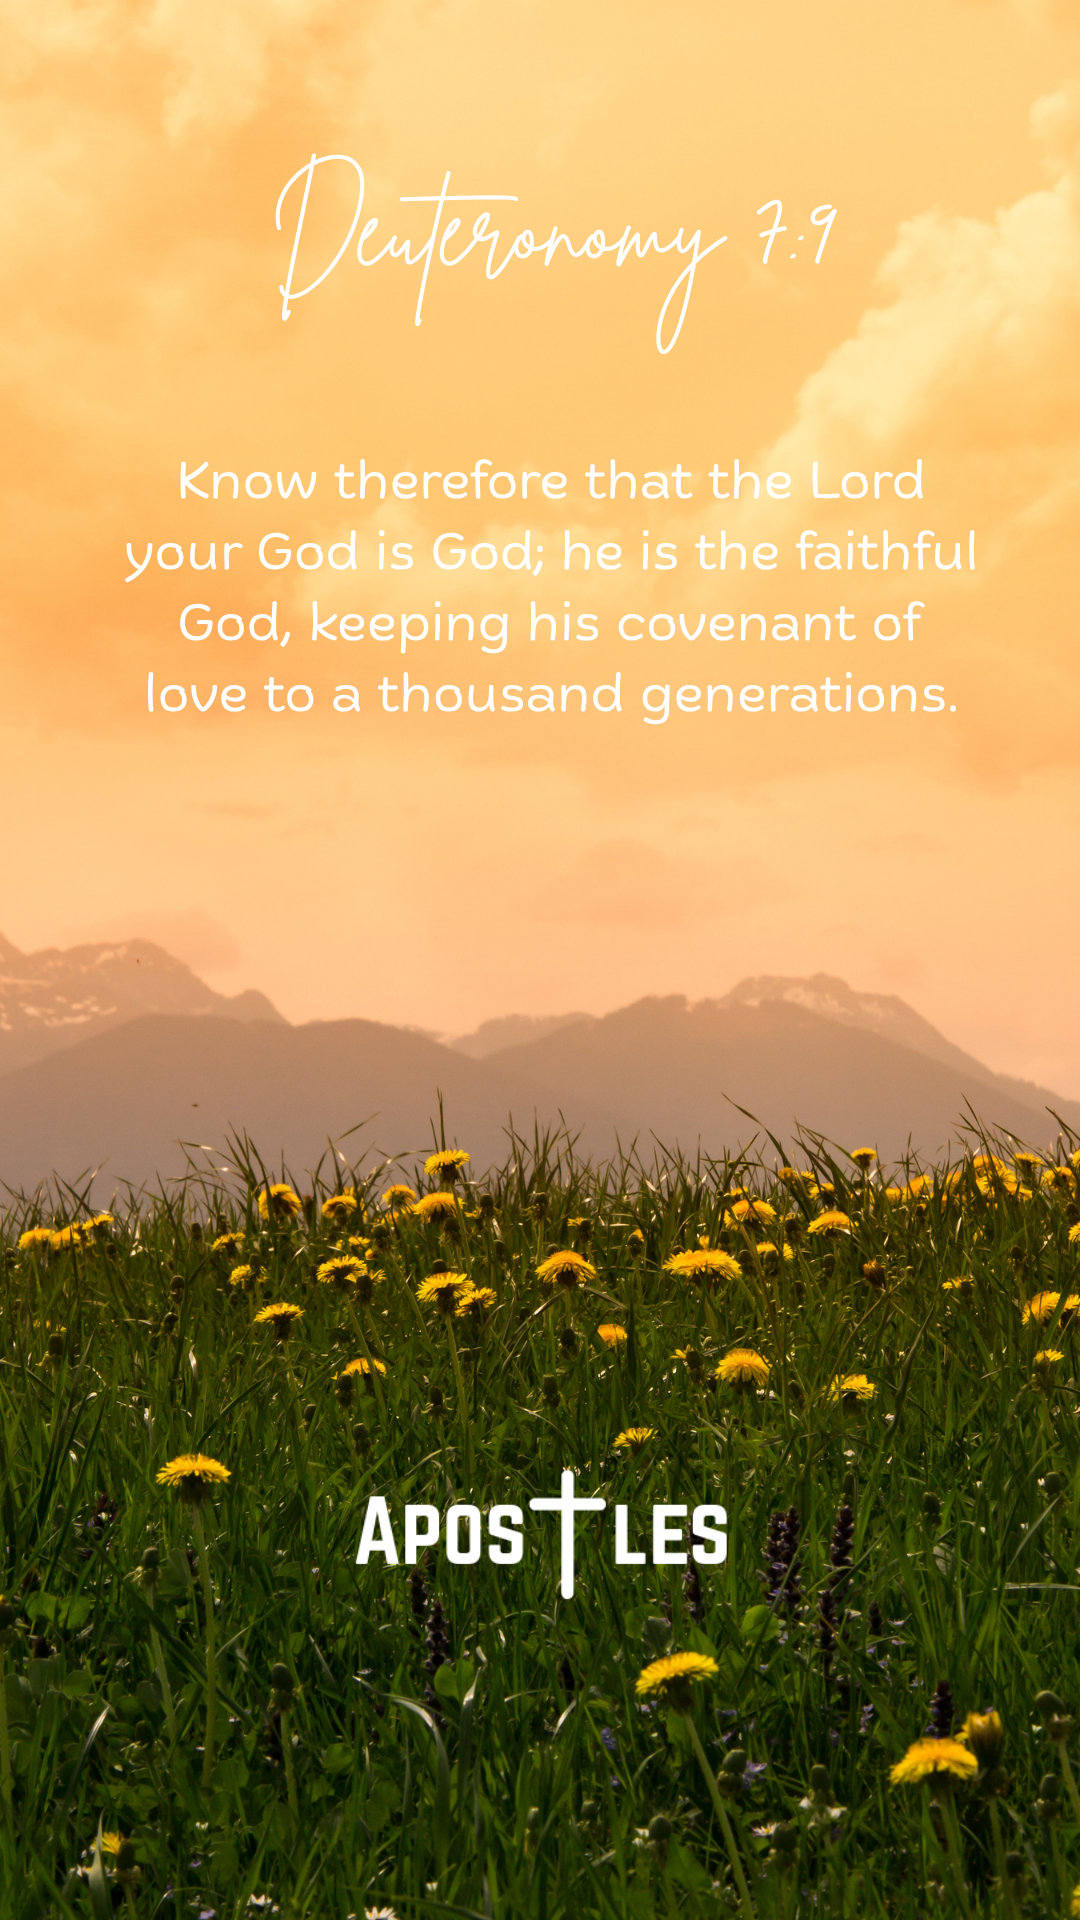 Deuteronomy 7:9
Know therefore that the Lord
your God is God; he is the faithful
God, keeping his covenant of
love to a thousand generations.
APOSTLES